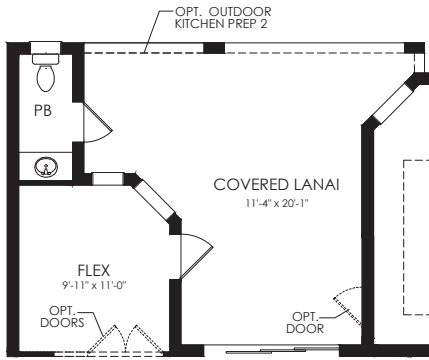 OPT. OUTDOOR
KITCHEN PREP 2
PB
COVERED LANAI
11'-4" x 20'-1"
FLEX
9'-11" x 11'-0"
OPT.
DOORS
OPT.
DOOR